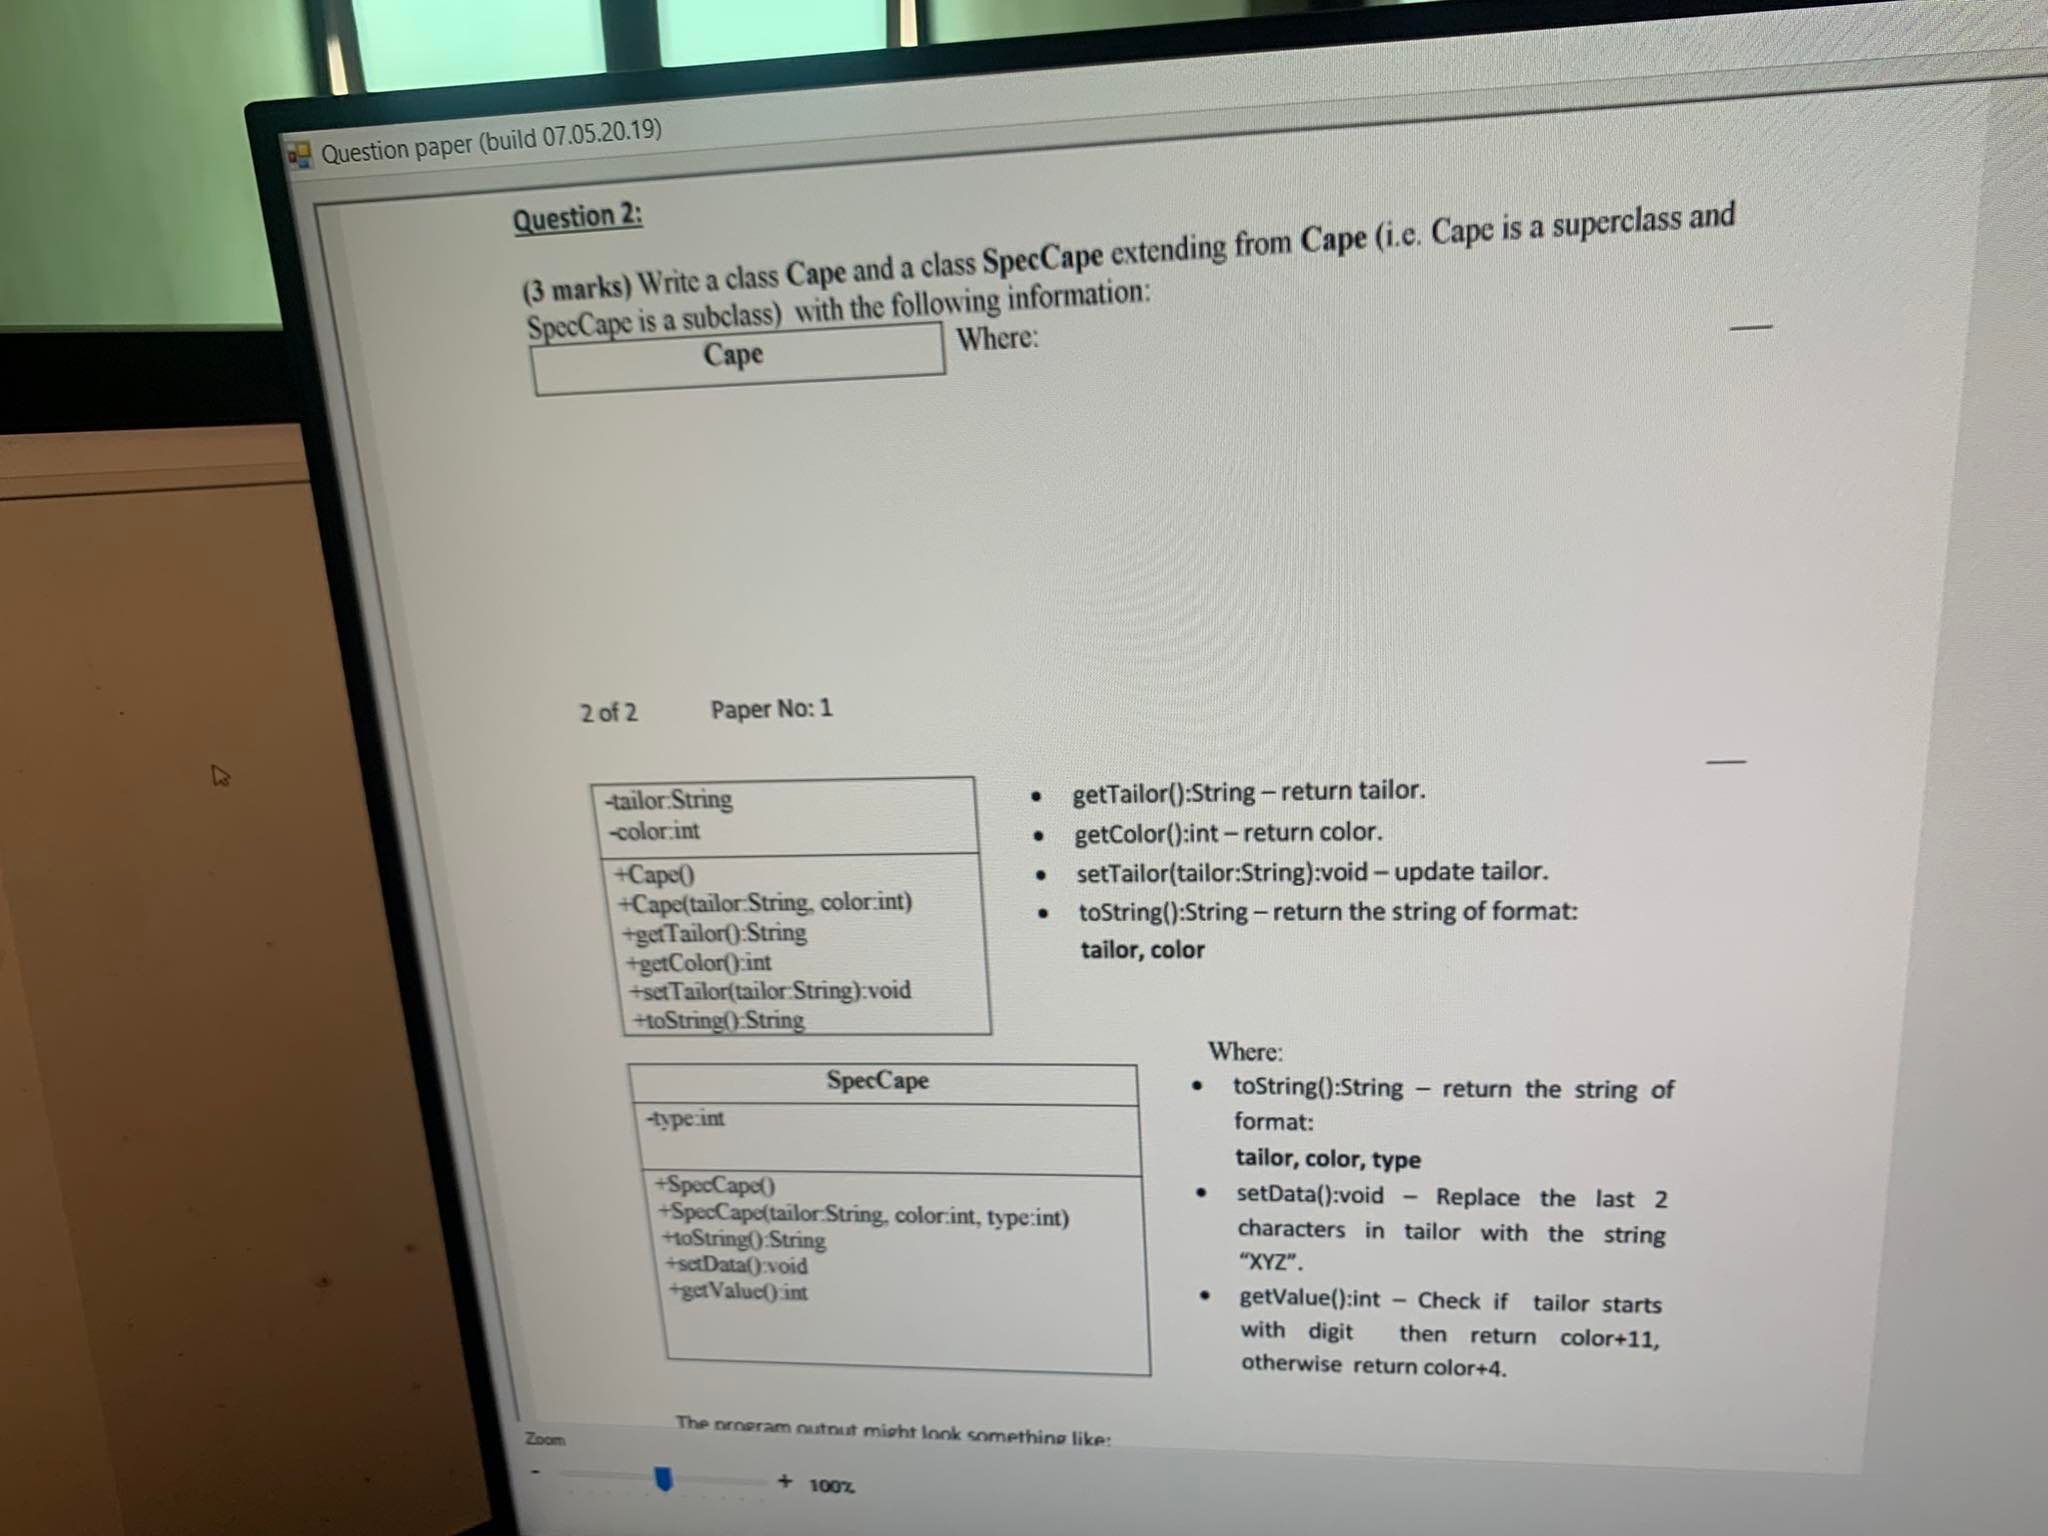 Question paper (build 07.05.20.19)
Question 2:
(3 marks) Write a class Cape and a class SpecCape extending from Cape (i.e. Cape is a superclass and
SpecCape is a subclass) with the following information:
Cape
Where:
2 of 2 Paper No: 1
-tailor:String
-color:int
+Cape()
+Cape(tailor:String, color:int)
+getTailor():String
+getColor():int
+setTailor(tailor:String):void
+toString():String
• getTailor():String – return tailor.
• getColor():int – return color.
• setTailor(tailor:String):void – update tailor.
• toString():String – return the string of format:
tailor, color
SpecCape
-type:int
+SpecCape()
+SpecCape(tailor:String, color:int, type:int)
+toString():String
+setData():void
+getValue():int
Where:
• toString():String – return the string of
format:
tailor, color, type
• setData():void – Replace the last 2
characters in tailor with the string
“XYZ”.
• getValue():int – Check if tailor starts
with digit then return color+11,
otherwise return color+4.
The program output might look something like:
Zoom
- + 100%